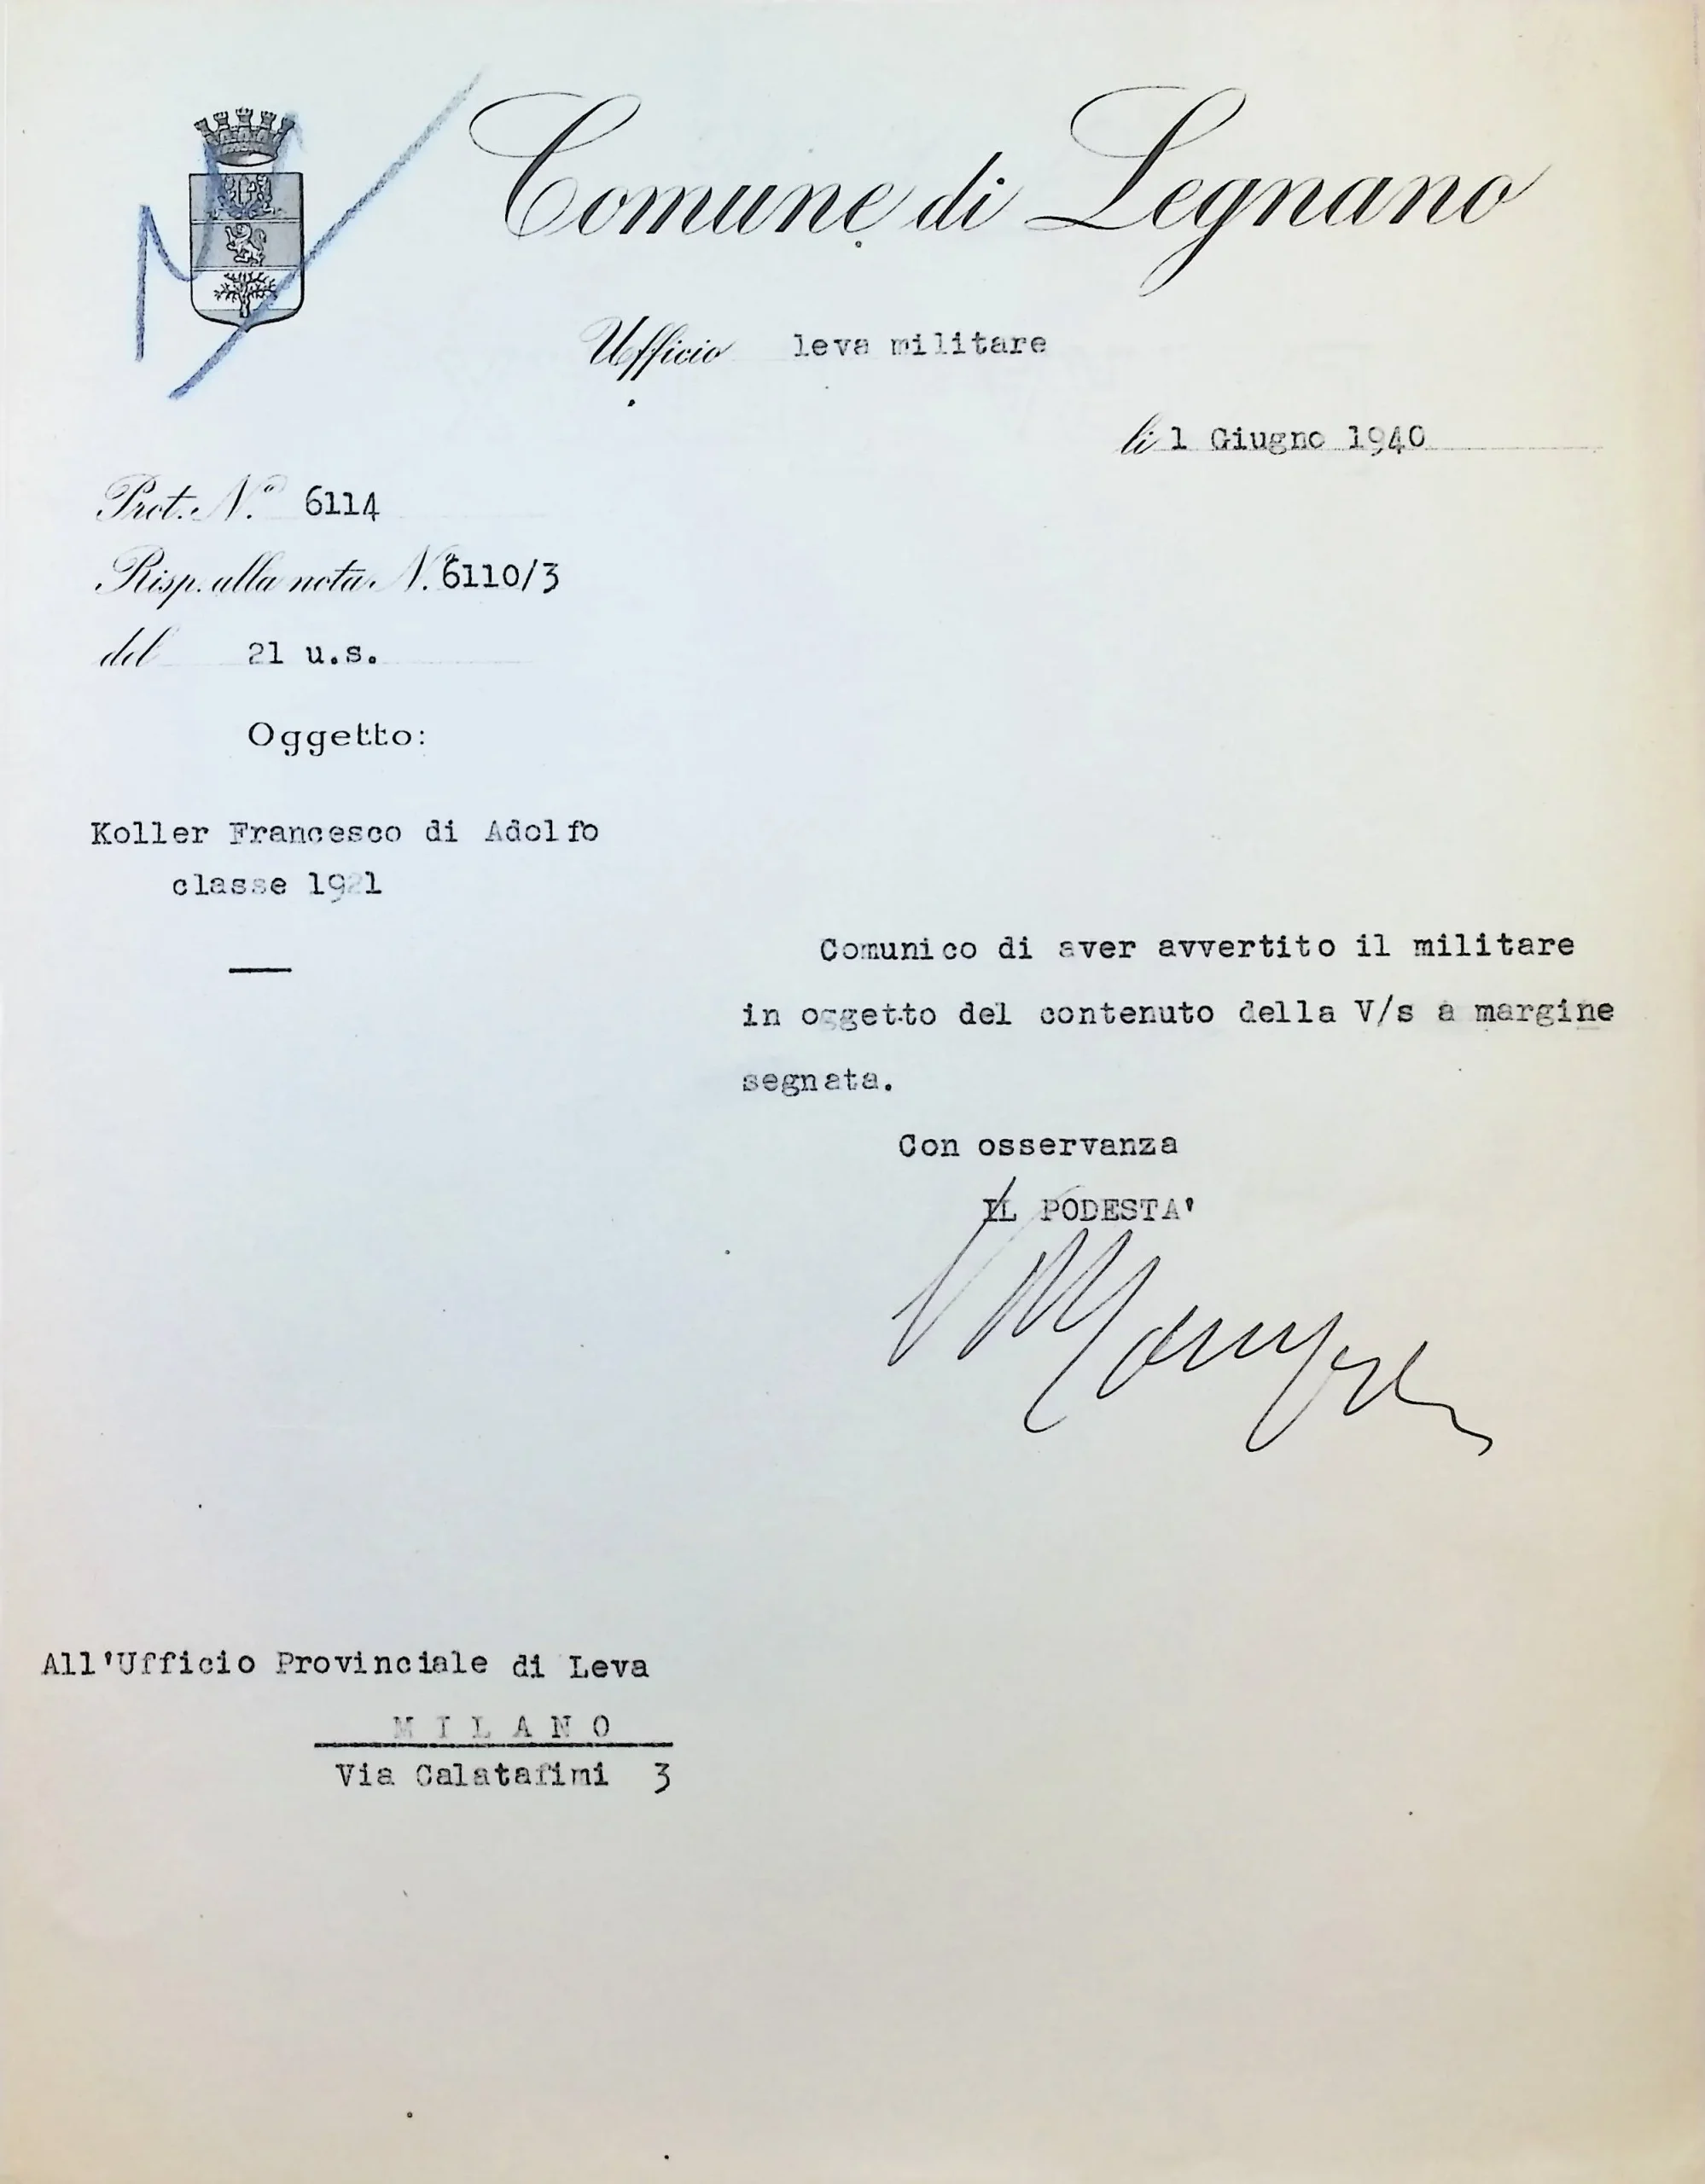 Comune di Legnano
Ufficio leva militare
li 1 Giugno 1940
Prot. N.° 6114
Risp. alla nota N.° 6110/3
del 21 u.s.
Oggetto:
Koller Francesco di Adolfo
classe 1921
Comunico di aver avvertito il militare
in oggetto del contenuto della V/s a margine
segnata.
Con osservanza
IL PODESTA'
All'Ufficio Provinciale di Leva
MILANO
Via Calatafimi 3